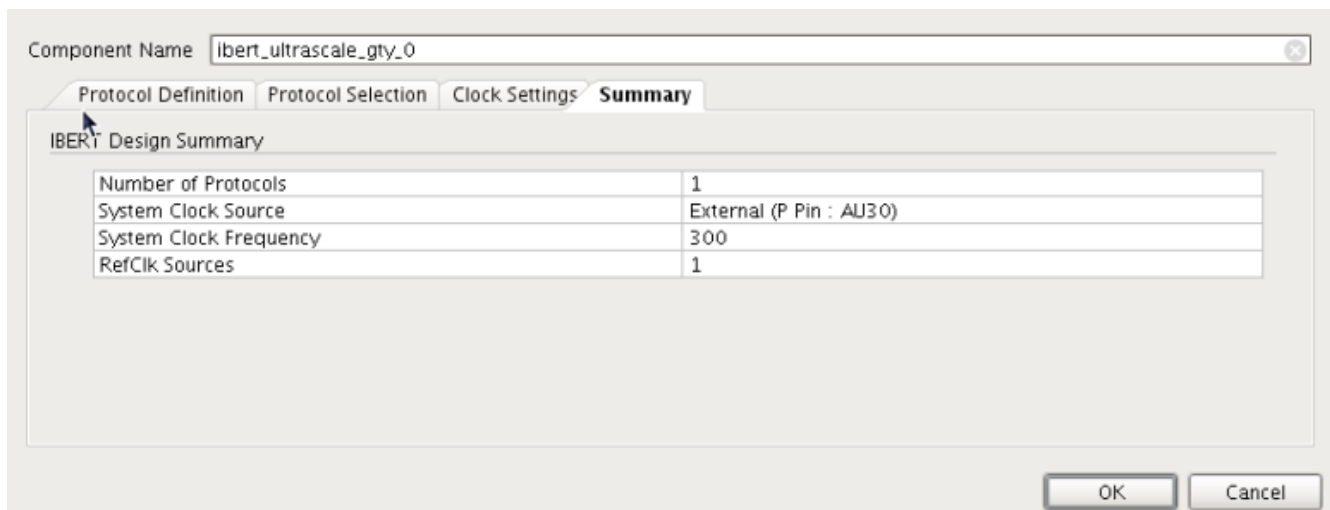 Component Name ibert_ultrascale_gty_0
Protocol Definition Protocol Selection Clock Settings Summary
IBERT Design Summary
Number of Protocols 1
System Clock Source External (P Pin : AU30)
System Clock Frequency 300
RefClk Sources 1
OK Cancel